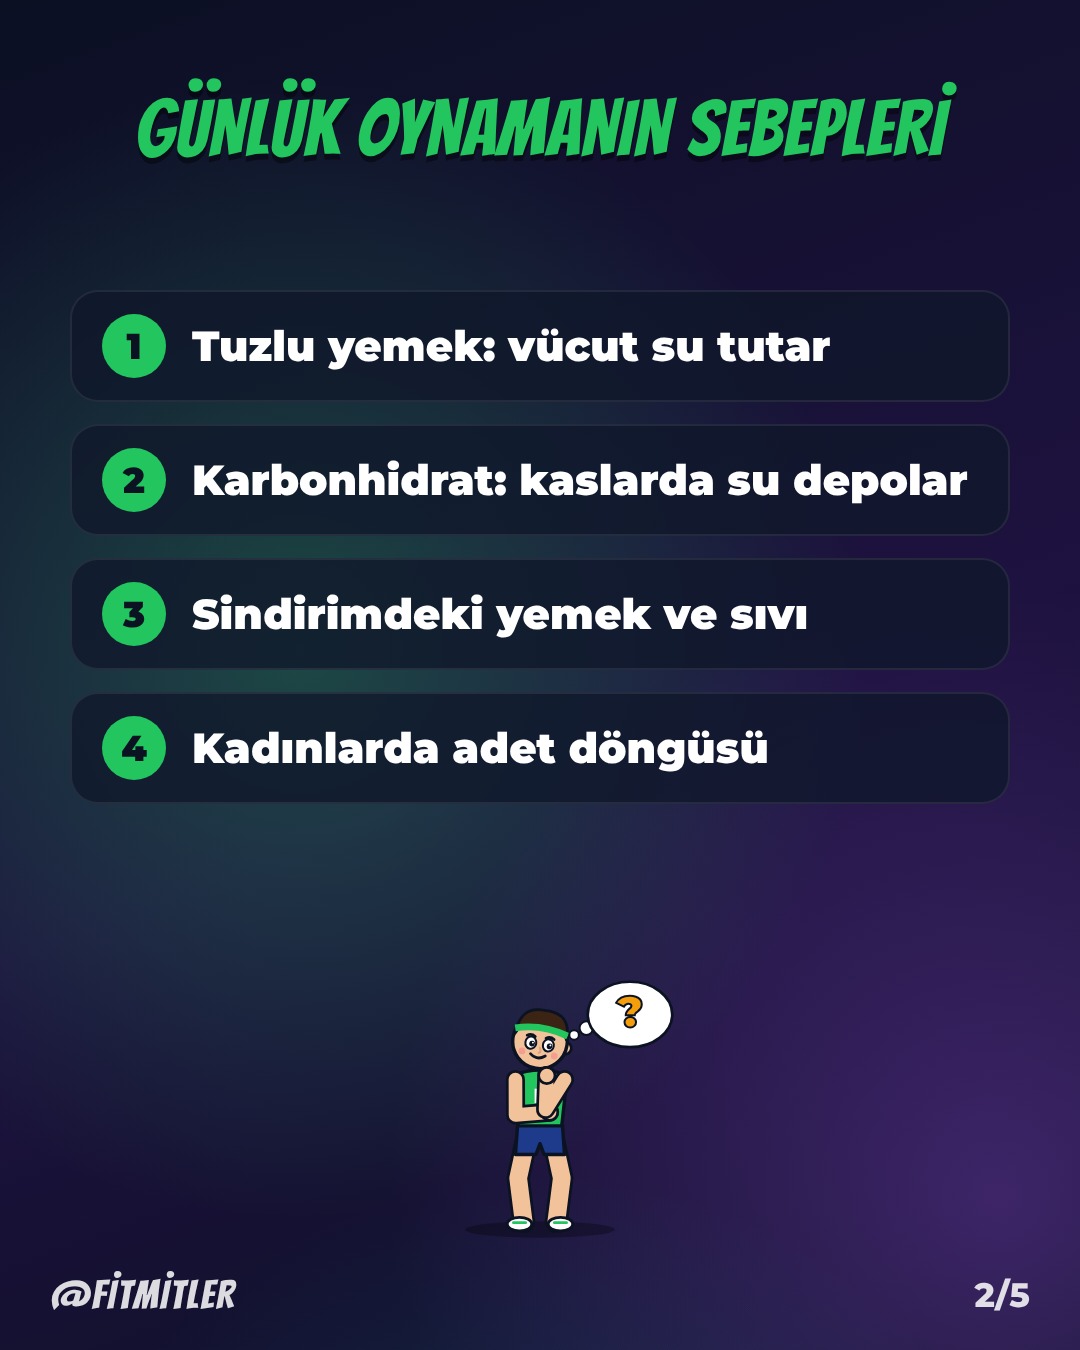 GÜNLÜK OYNAMANIN SEBEPLERİ
1 Tuzlu yemek: vücut su tutar
2 Karbonhidrat: kaslarda su depolar
3 Sindirimdeki yemek ve sıvı
4 Kadınlarda adet döngüsü
?
@FİTMİTLER
2/5